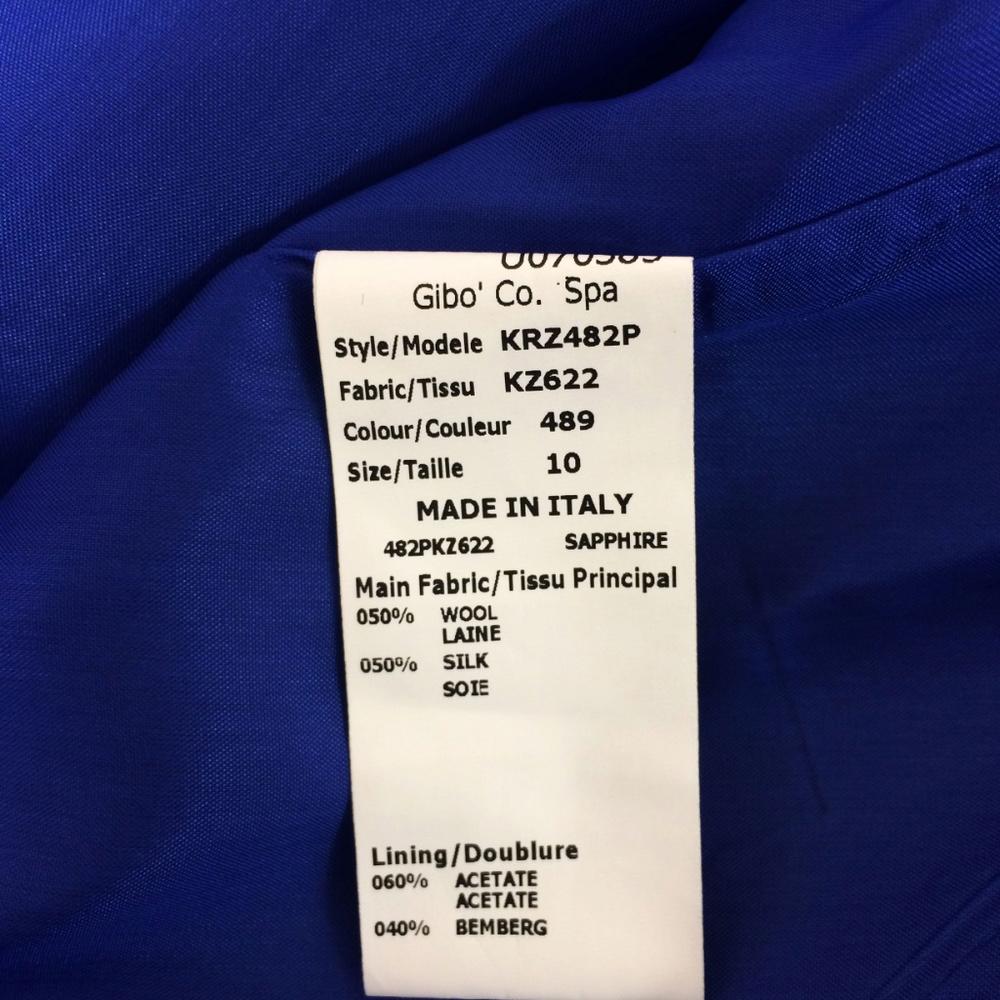 Gibo' Co. Spa
Style/Modele KRZ482P
Fabric/Tissu KZ622
Colour/Couleur 489
Size/Taille 10
MADE IN ITALY
482PKZ622 SAPPHIRE
Main Fabric/Tissu Principal
050% WOOL
LAINE
050% SILK
SOIE
Lining/Doublure
060% ACETATE
ACETATE
040% BEMBERG